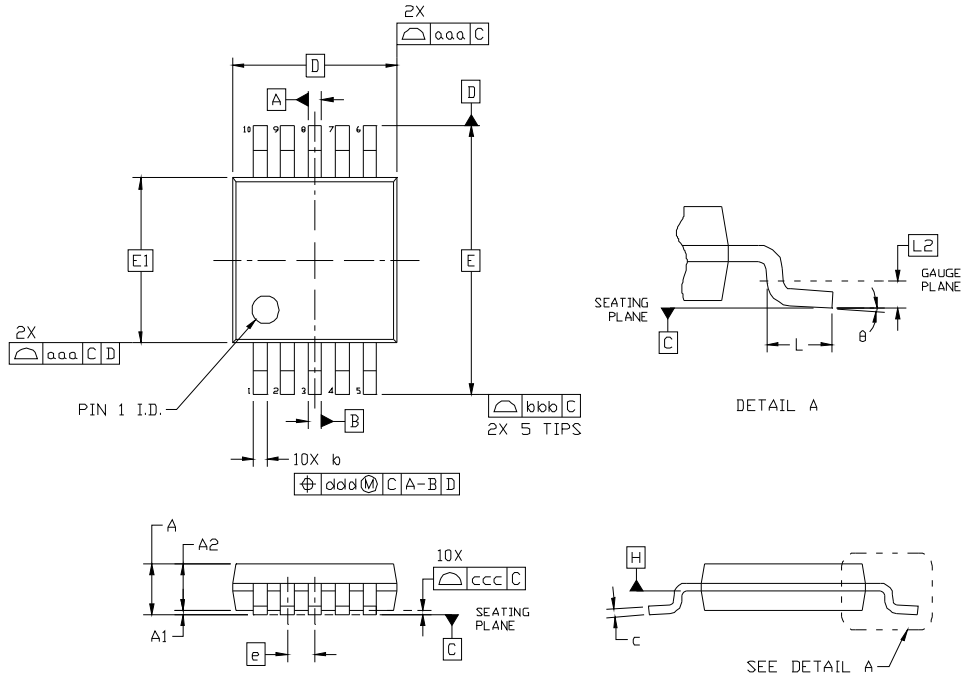 2X
aaa C
D
A
D
10 9 8 7 6
E1
E
2X
aaa C D
PIN 1 I.D.
1 2 3 4 5
B
bbb C
2X 5 TIPS
10X b
ddd Ⓜ C A-B D
L2
GAUGE
PLANE
SEATING
PLANE
C
L
θ
DETAIL A
A
A2
A1
e
10X
ccc C
SEATING
PLANE
C
H
c
SEE DETAIL A